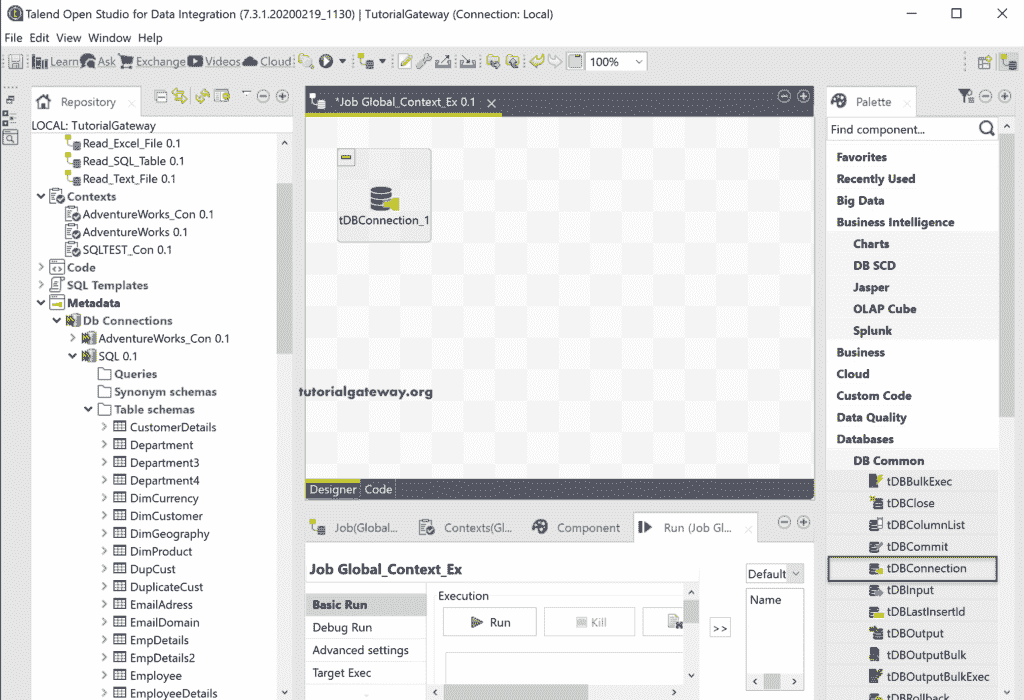 Talend Open Studio for Data Integration (7.3.1.20200219_1130) | TutorialGateway (Connection: Local)
File Edit View Window Help
Learn Ask Exchange Videos Cloud 100%
Repository
LOCAL: TutorialGateway
Read_Excel_File 0.1
Read_SQL_Table 0.1
Read_Text_File 0.1
Contexts
AdventureWorks_Con 0.1
AdventureWorks 0.1
SQLTEST_Con 0.1
Code
SQL Templates
Metadata
Db Connections
AdventureWorks_Con 0.1
SQL 0.1
Queries
Synonym schemas
Table schemas
CustomerDetails
Department
Department3
Department4
DimCurrency
DimCustomer
DimGeography
DimProduct
DupCust
DuplicateCust
EmailAdress
EmailDomain
EmpDetails
EmpDetails2
Employee
EmployeeDetails
*Job Global_Context_Ex 0.1
tDBConnection_1
tutorialgateway.org
Designer Code
Job(Global... Contexts(Gl... Component Run (Job Gl...
Job Global_Context_Ex
Basic Run
Debug Run
Advanced settings
Target Exec
Execution
Run Kill
>>
Default
Name
Palette
Find component...
Favorites
Recently Used
Big Data
Business Intelligence
Charts
DB SCD
Jasper
OLAP Cube
Splunk
Business
Cloud
Custom Code
Data Quality
Databases
DB Common
tDBBulkExec
tDBClose
tDBColumnList
tDBCommit
tDBConnection
tDBInput
tDBLastInsertId
tDBOutput
tDBOutputBulk
tDBOutputBulkExec
tDBRollback